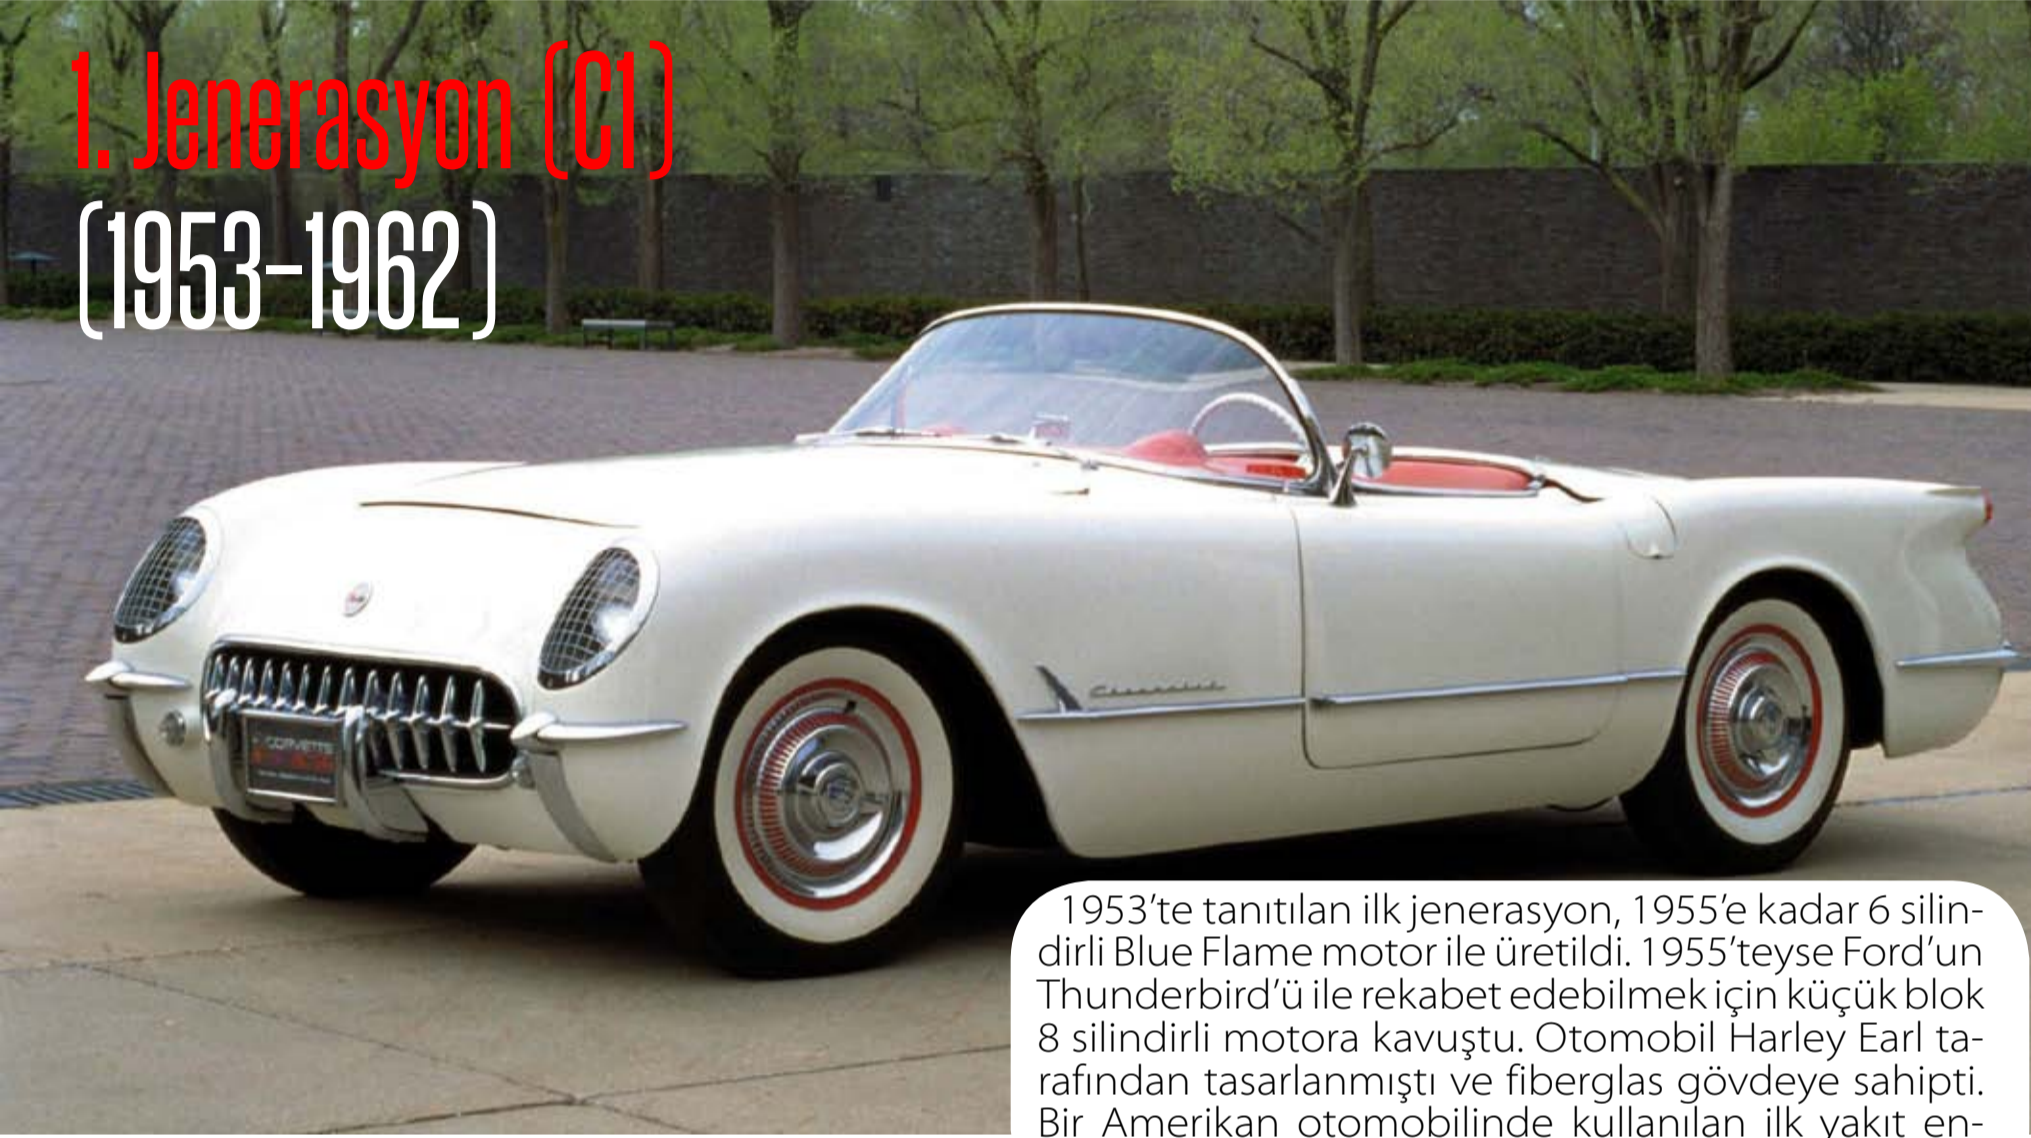 1. Jenerasyon (C1)
(1953-1962)
Chevrolet
CORVETTE
1953’te tanıtılan ilk jenerasyon, 1955’e kadar 6 silin-
dirli Blue Flame motor ile üretildi. 1955’teyse Ford’un
Thunderbird’ü ile rekabet edebilmek için küçük blok
8 silindirli motora kavuştu. Otomobil Harley Earl ta-
rafından tasarlanmıştı ve fiberglas gövdeye sahipti.
Bir Amerikan otomobilinde kullanılan ilk yakıt en-